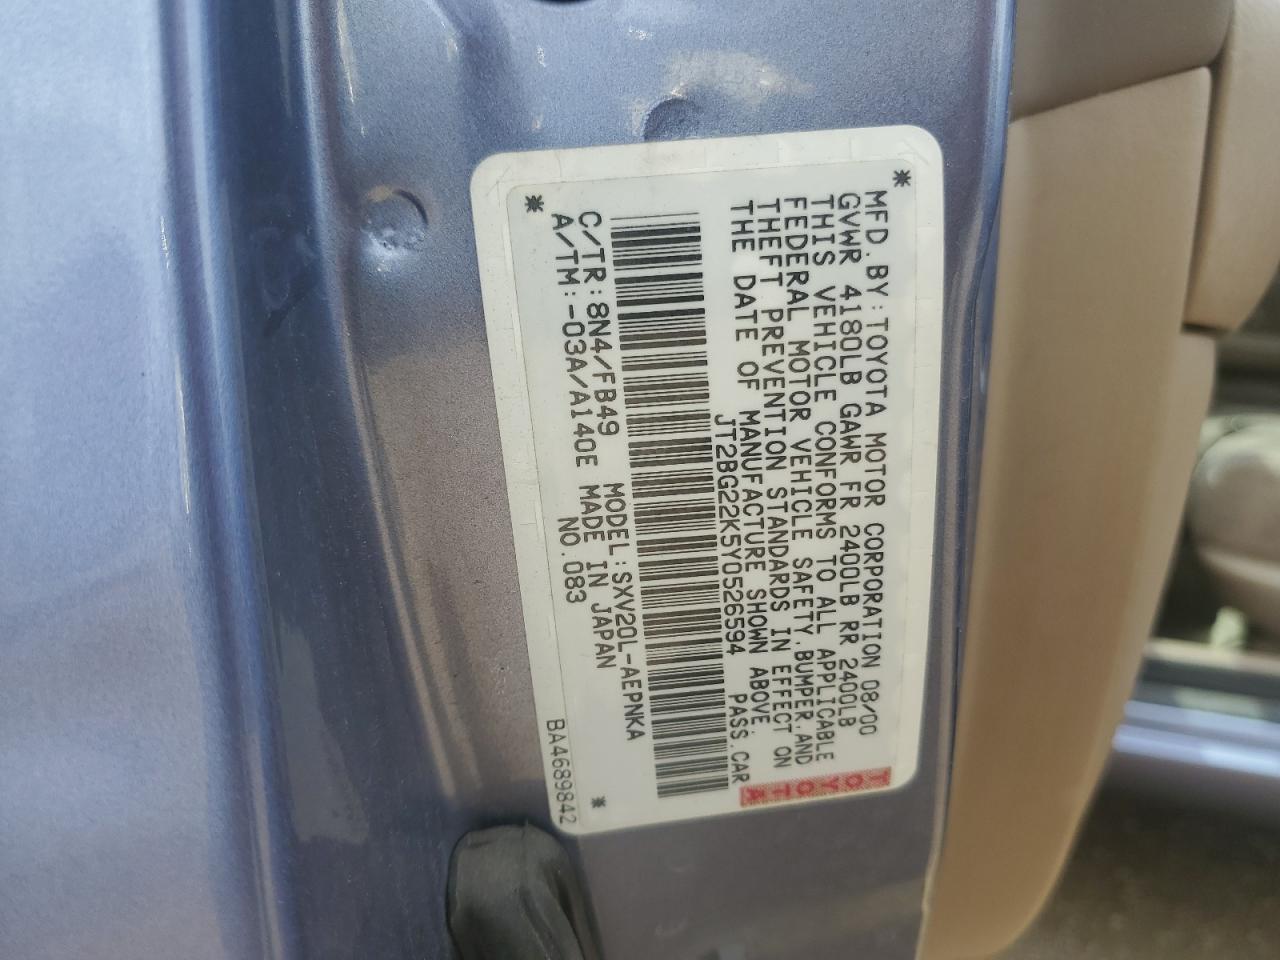 * *
MFD.BY:TOYOTA MOTOR CORPORATION 08/00
GVWR 4180LB GAWR FR 2400LB RR 2400LB
THIS VEHICLE CONFORMS TO ALL APPLICABLE
FEDERAL MOTOR VEHICLE SAFETY,BUMPER,AND
THEFT PREVENTION STANDARDS IN EFFECT ON
THE DATE OF MANUFACTURE SHOWN ABOVE.
JT2BG22K5Y0526594 PASS.CAR
C/TR:8N4/FB49 MODEL:SXV20L-AEPNKA
A/TM:-03A/A140E MADE IN JAPAN
NO.083
* BA4689842
TOYOTA